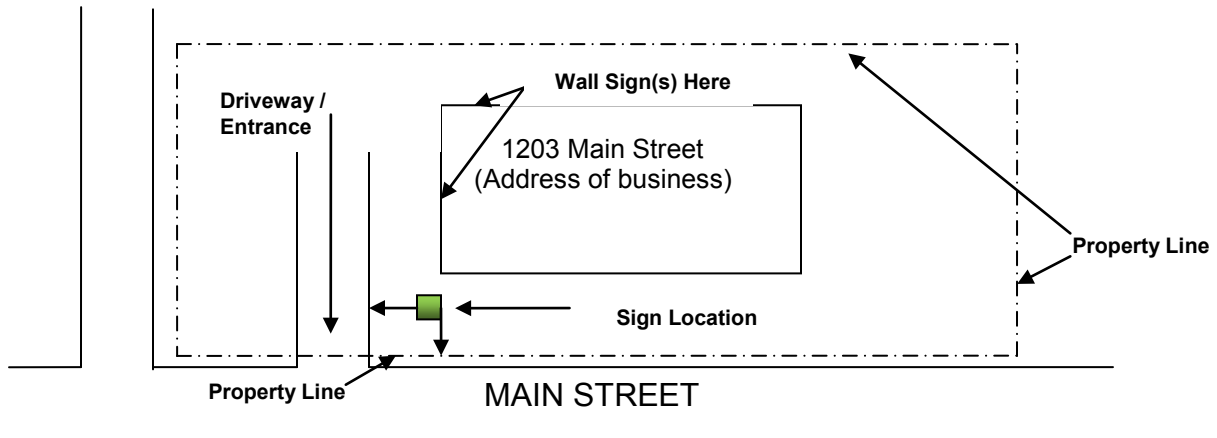 Wall Sign(s) Here
Driveway /
Entrance
1203 Main Street
(Address of business)
Property Line
Sign Location
Property Line
MAIN STREET